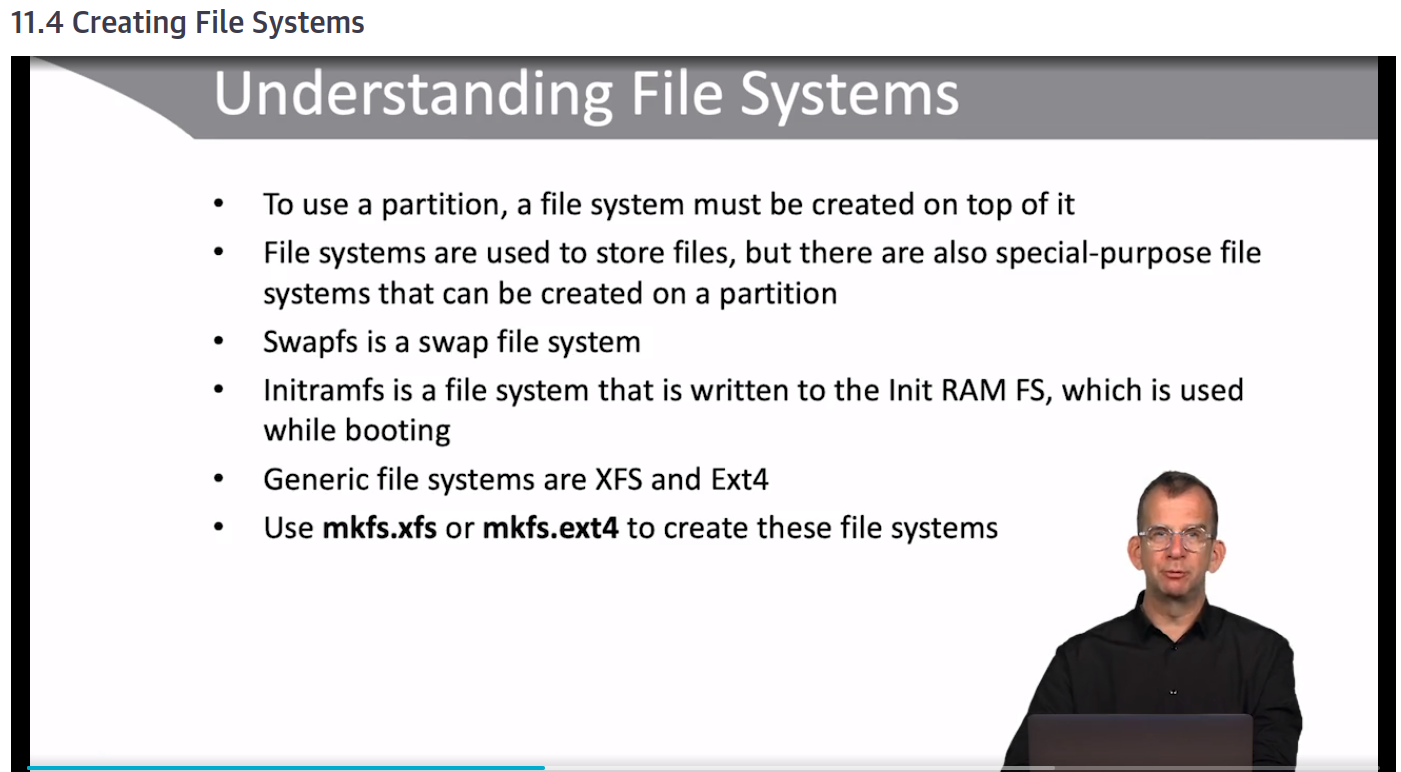 11.4 Creating File Systems
Understanding File Systems
• To use a partition, a file system must be created on top of it
• File systems are used to store files, but there are also special-purpose file
systems that can be created on a partition
• Swapfs is a swap file system
• Initramfs is a file system that is written to the Init RAM FS, which is used
while booting
• Generic file systems are XFS and Ext4
• Use mkfs.xfs or mkfs.ext4 to create these file systems